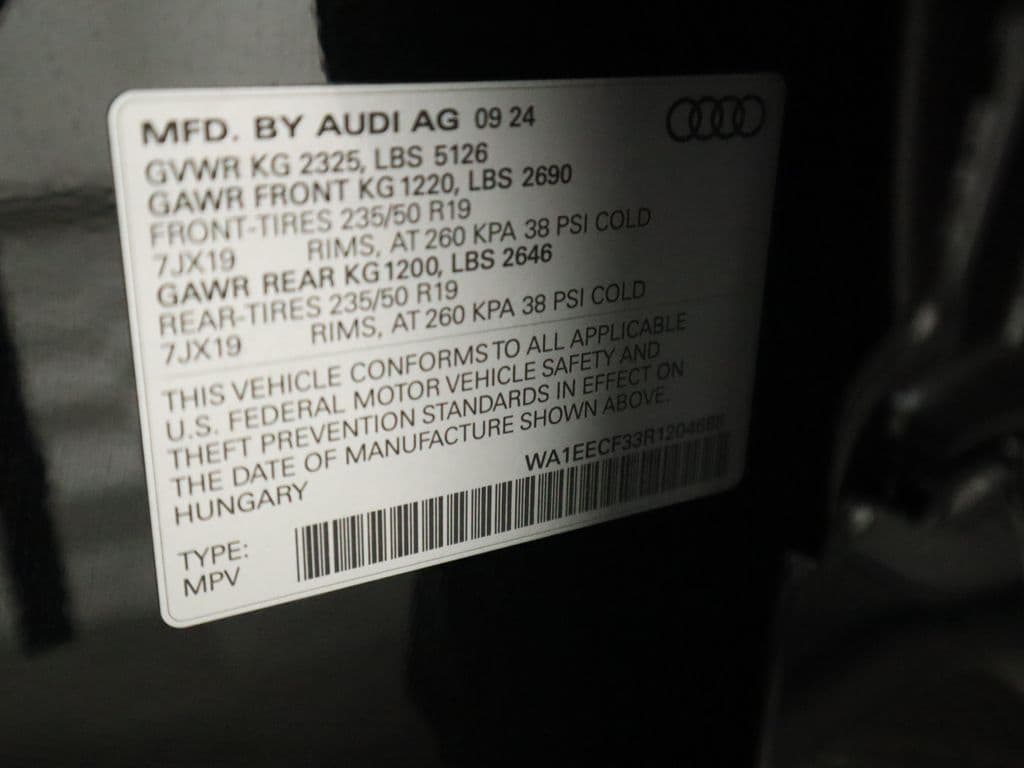 MFD. BY AUDI AG 09 24
GVWR KG 2325, LBS 5126
GAWR FRONT KG 1220, LBS 2690
FRONT-TIRES 235/50 R19
7JX19 RIMS, AT 260 KPA 38 PSI COLD
GAWR REAR KG1200, LBS 2646
REAR-TIRES 235/50 R19
7JX19 RIMS, AT 260 KPA 38 PSI COLD
THIS VEHICLE CONFORMS TO ALL APPLICABLE
U.S. FEDERAL MOTOR VEHICLE SAFETY AND
THEFT PREVENTION STANDARDS IN EFFECT ON
THE DATE OF MANUFACTURE SHOWN ABOVE.
HUNGARY
TYPE:
MPV